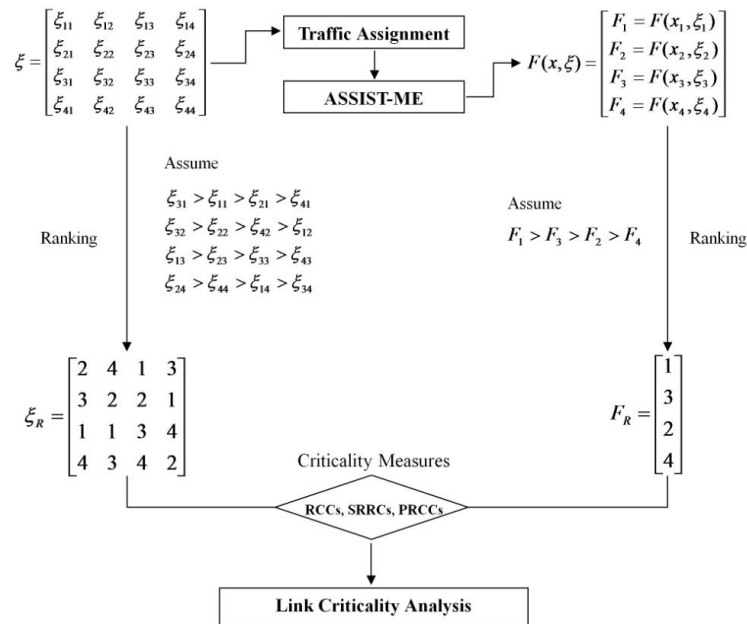 ξ = [ξ11 ξ12 ξ13 ξ14
ξ21 ξ22 ξ23 ξ24
ξ31 ξ32 ξ33 ξ34
ξ41 ξ42 ξ43 ξ44]
Traffic Assignment
ASSIST-ME
F(x,ξ) = [F1 = F(x1,ξ1)
F2 = F(x2,ξ2)
F3 = F(x3,ξ3)
F4 = F(x4,ξ4)]
Ranking
Assume
ξ31 > ξ11 > ξ21 > ξ41
ξ32 > ξ22 > ξ42 > ξ12
ξ13 > ξ23 > ξ33 > ξ43
ξ24 > ξ44 > ξ14 > ξ34
Assume
F1 > F3 > F2 > F4
Ranking
ξR = [2 4 1 3
3 2 2 1
1 1 3 4
4 3 4 2]
FR = [1
3
2
4]
Criticality Measures
RCCs, SRRCs, PRCCs
Link Criticality Analysis